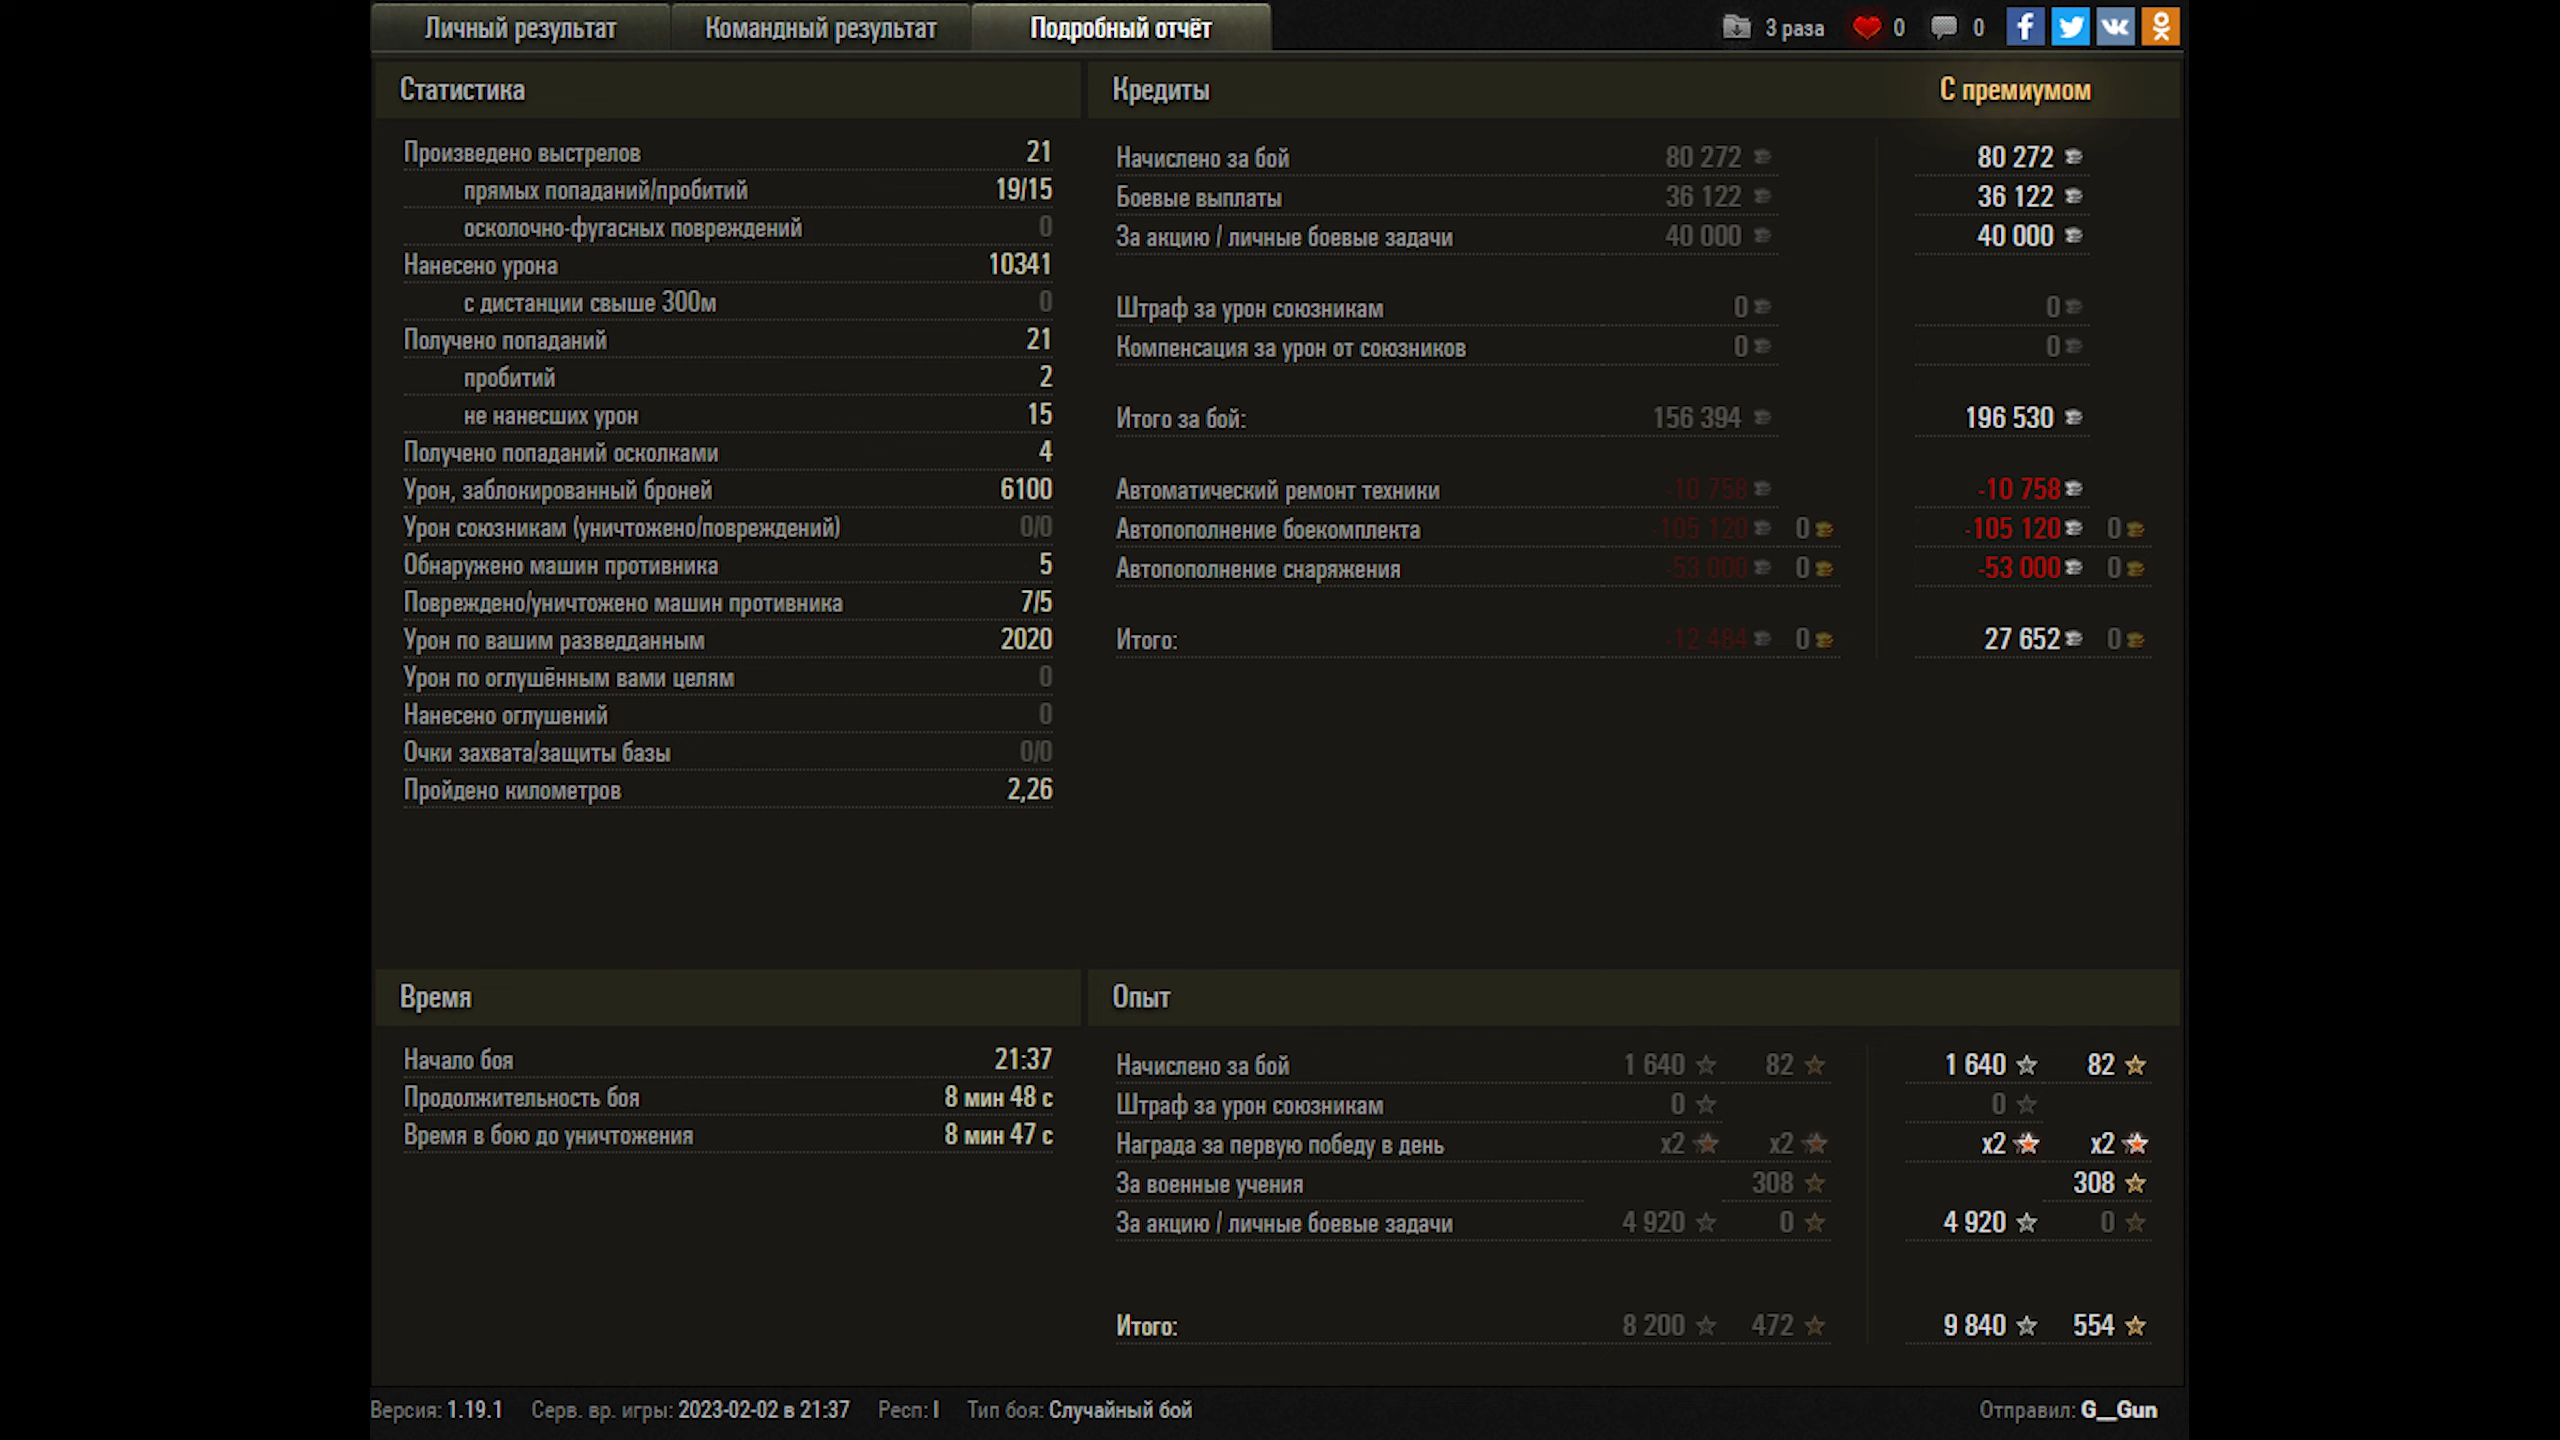 Личный результат Командный результат Подробный отчёт 3 раза 0 0
Статистика
Произведено выстрелов 21
прямых попаданий/пробитий 19/15
осколочно-фугасных повреждений 0
Нанесено урона 10341
с дистанции свыше 300м 0
Получено попаданий 21
пробитий 2
не нанесших урон 15
Получено попаданий осколками 4
Урон, заблокированный броней 6100
Урон союзникам (уничтожено/повреждений) 0/0
Обнаружено машин противника 5
Повреждено/уничтожено машин противника 7/5
Урон по вашим разведданным 2020
Урон по оглушённым вами целям 0
Нанесено оглушений 0
Очки захвата/защиты базы 0/0
Пройдено километров 2,26
Кредиты С премиумом
Начислено за бой 80 272 80 272
Боевые выплаты 36 122 36 122
За акцию / личные боевые задачи 40 000 40 000
Штраф за урон союзникам 0 0
Компенсация за урон от союзников 0 0
Итого за бой: 156 394 196 530
Автоматический ремонт техники -10 758 -10 758
Автопополнение боекомплекта -105 120 0 -105 120 0
Автопополнение снаряжения -53 000 0 -53 000 0
Итого: -12 484 0 27 652 0
Время
Начало боя 21:37
Продолжительность боя 8 мин 48 с
Время в бою до уничтожения 8 мин 47 с
Опыт
Начислено за бой 1 640 82 1 640 82
Штраф за урон союзникам 0 0
Награда за первую победу в день x2 x2 x2 x2
За военные учения 308 308
За акцию / личные боевые задачи 4 920 0 4 920 0
Итого: 8 200 472 9 840 554
Версия: 1.19.1 Серв. вр. игры: 2023-02-02 в 21:37 Респ: I Тип боя: Случайный бой Отправил: G__Gun